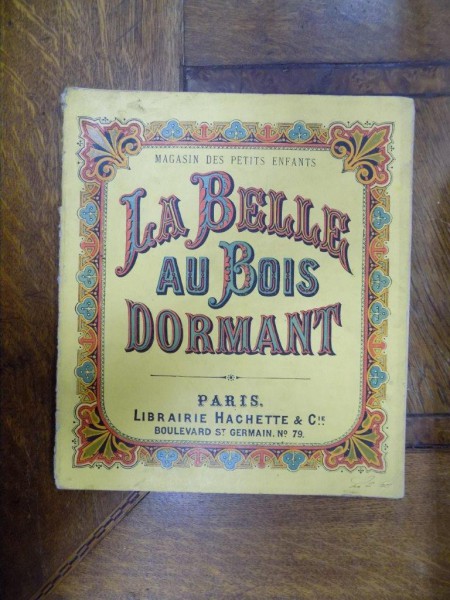 MAGASIN DES PETITS ENFANTS
LA BELLE
AU BOIS
DORMANT
PARIS.
LIBRAIRIE HACHETTE & CIE
BOULEVARD ST GERMAIN. No 79.